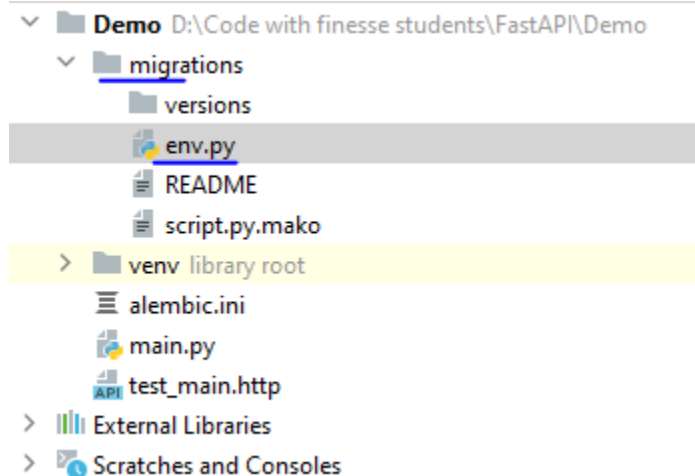 Demo D:\Code with finesse students\FastAPI\Demo
migrations
versions
env.py
README
script.py.mako
venv library root
alembic.ini
main.py
API test_main.http
External Libraries
Scratches and Consoles